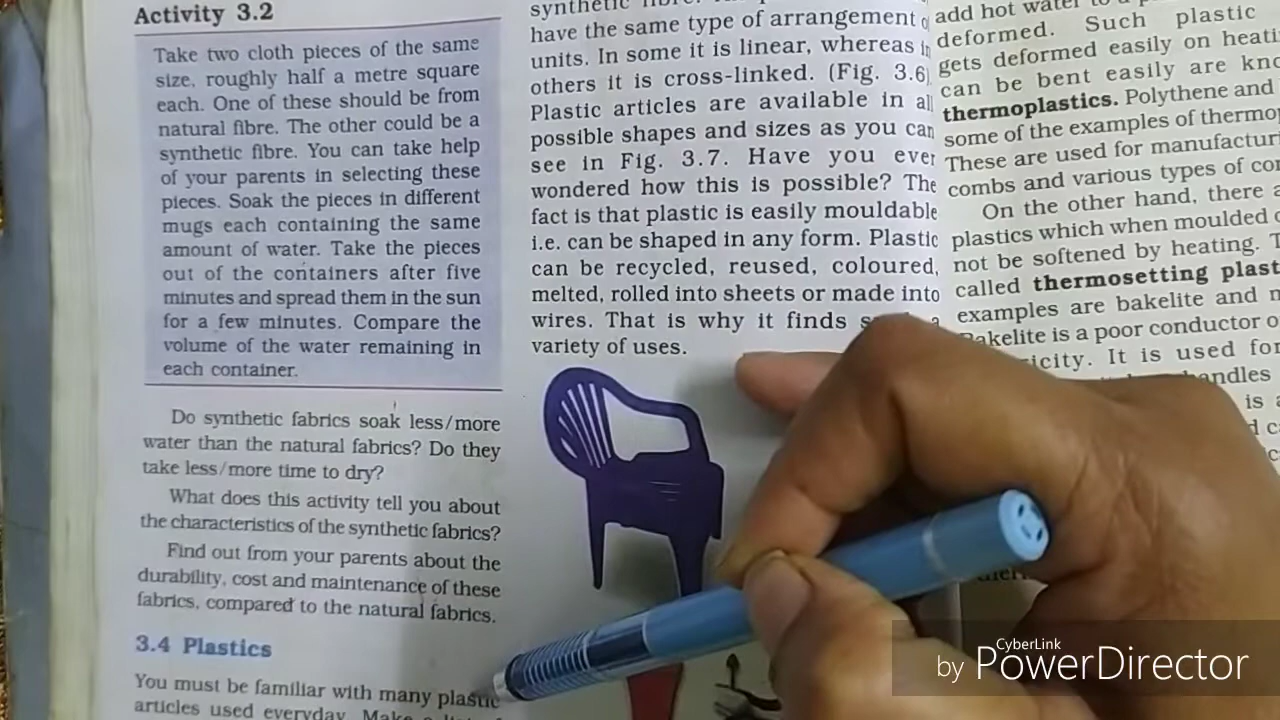 Activity 3.2
Take two cloth pieces of the same
size, roughly half a metre square
each. One of these should be from
natural fibre. The other could be a
synthetic fibre. You can take help
of your parents in selecting these
pieces. Soak the pieces in different
mugs each containing the same
amount of water. Take the pieces
out of the containers after five
minutes and spread them in the sun
for a few minutes. Compare the
volume of the water remaining in
each container.
Do synthetic fabrics soak less/more
water than the natural fabrics? Do they
take less/more time to dry?
What does this activity tell you about
the characteristics of the synthetic fabrics?
Find out from your parents about the
durability, cost and maintenance of these
fabrics, compared to the natural fabrics.
3.4 Plastics
You must be familiar with many plastic
articles used everyday. Make a list of
synthetic
have the same type of arrangement
units. In some it is linear, whereas in
others it is cross-linked. (Fig. 3.6)
Plastic articles are available in all
possible shapes and sizes as you can
see in Fig. 3.7. Have you ever
wondered how this is possible? The
fact is that plastic is easily mouldable
i.e. can be shaped in any form. Plastic
can be recycled, reused, coloured,
melted, rolled into sheets or made into
wires. That is why it finds
variety of uses.
add hot water to a
deformed. Such plastic
gets deformed easily on
can be bent easily are
thermoplastics. Polythene and
some of the examples of
These are used for
combs and various types of
On the other hand, there
plastics which when moulded
not be softened by heating.
called thermosetting
examples are bakelite and
Bakelite is a poor conductor
It is used for
handles
is
CyberLink
by PowerDirector